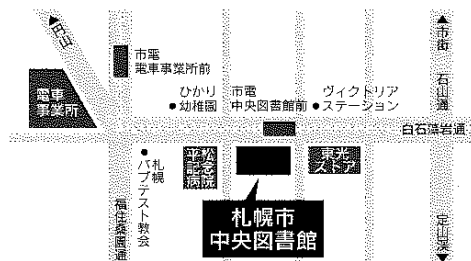 ▲円山
市電
電車事業所前
電車
事業所
ひかり
●幼稚園
市電
中央図書館前
ヴィクトリア
●ステーション
▲市街
石山通
白石藻岩通
●札幌
バプテスト教会
平松
記念
病院
東光
ストア
福住桑園通
札幌市
中央図書館
定山渓▼